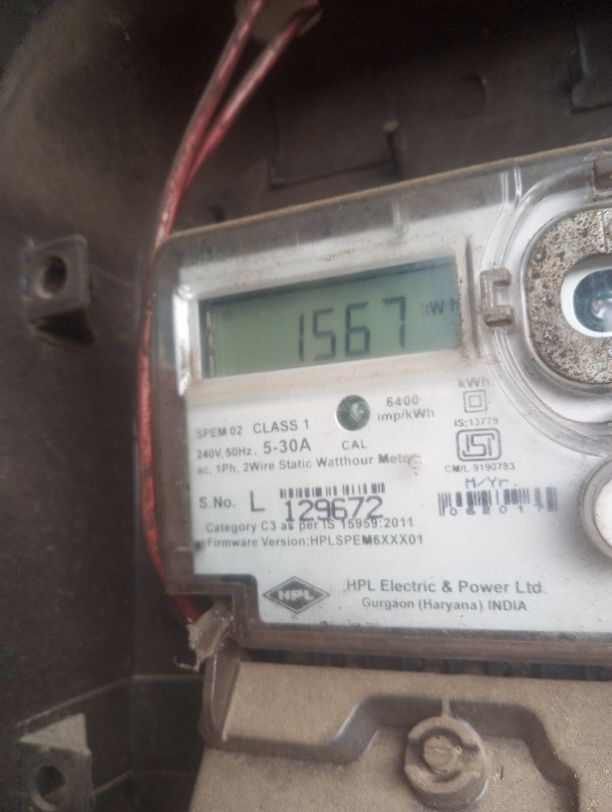 1567 kWh
kWh
6400
imp/kWh
SPEM 02 CLASS 1
240V, 50Hz. 5-30A CAL
ac, 1Ph, 2Wire Static Watthour Meter
IS:13779
CM/L-9190783
M/Yr.
S.No. L 129672
Category C3 as per IS 15959:2011
Firmware Version:HPLSPEM6XXX01
HPL
HPL Electric & Power Ltd.
Gurgaon (Haryana) INDIA